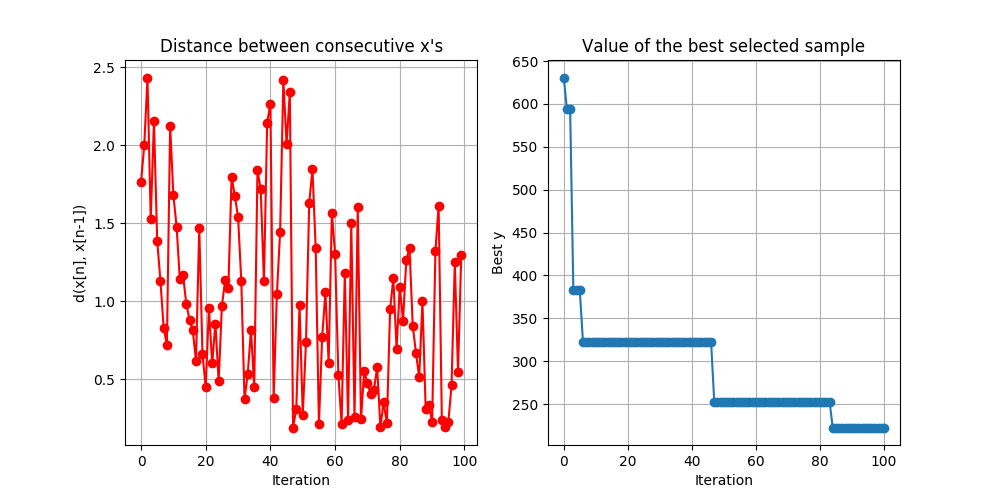 Distance between consecutive x's
2.5
2.0
1.5
1.0
0.5
d(x[n], x[n-1])
0 20 40 60 80 100
Iteration
Value of the best selected sample
650
600
550
500
450
400
350
300
250
Best y
0 20 40 60 80 100
Iteration